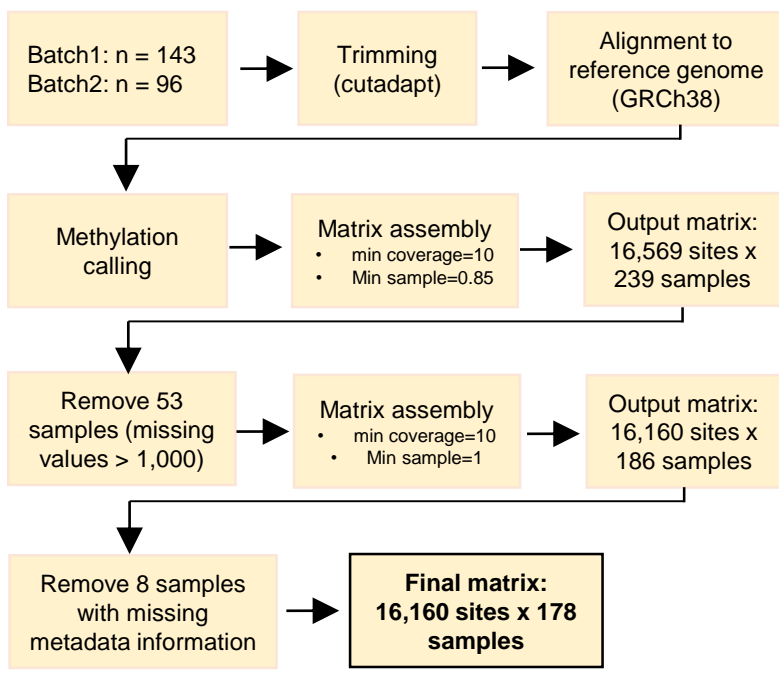 Batch1: n = 143
Batch2: n = 96
Trimming
(cutadapt)
Alignment to
reference genome
(GRCh38)
Methylation
calling
Matrix assembly
• min coverage=10
• Min sample=0.85
Output matrix:
16,569 sites x
239 samples
Remove 53
samples (missing
values > 1,000)
Matrix assembly
• min coverage=10
• Min sample=1
Output matrix:
16,160 sites x
186 samples
Remove 8 samples
with missing
metadata information
Final matrix:
16,160 sites x 178
samples